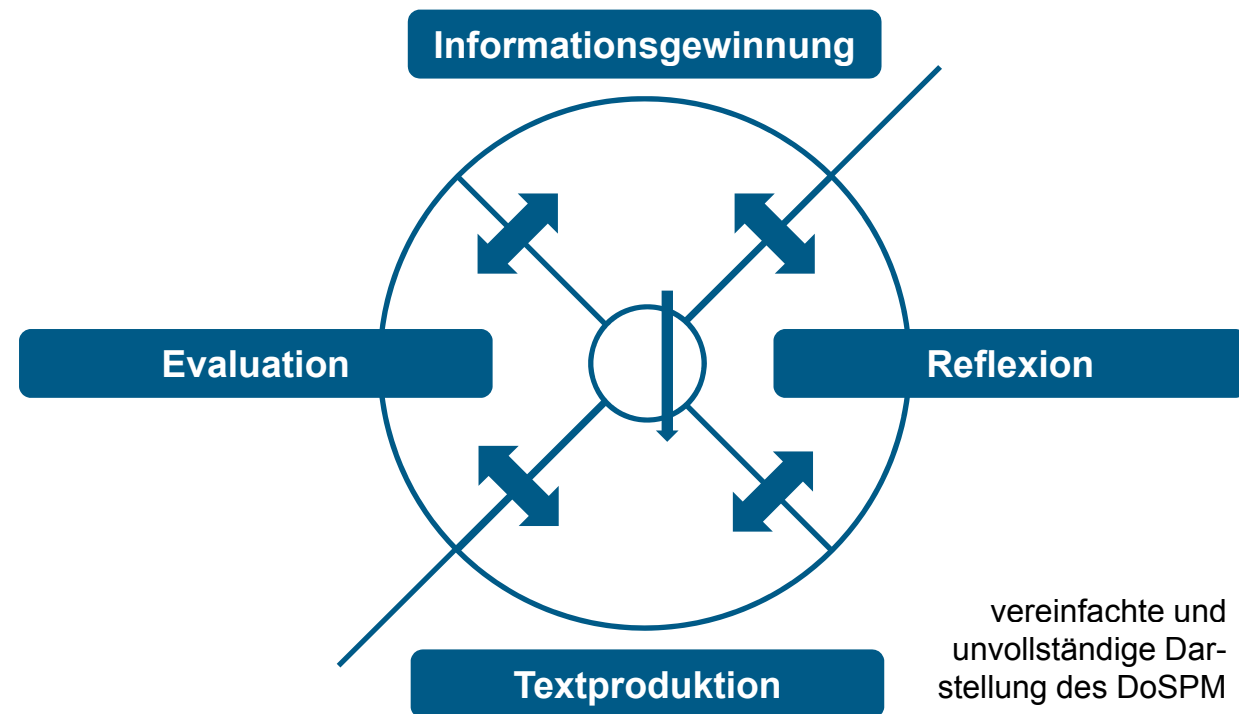 Informationsgewinnung
Evaluation
Reflexion
Textproduktion
vereinfachte und
unvollständige Dar-
stellung des DoSPM